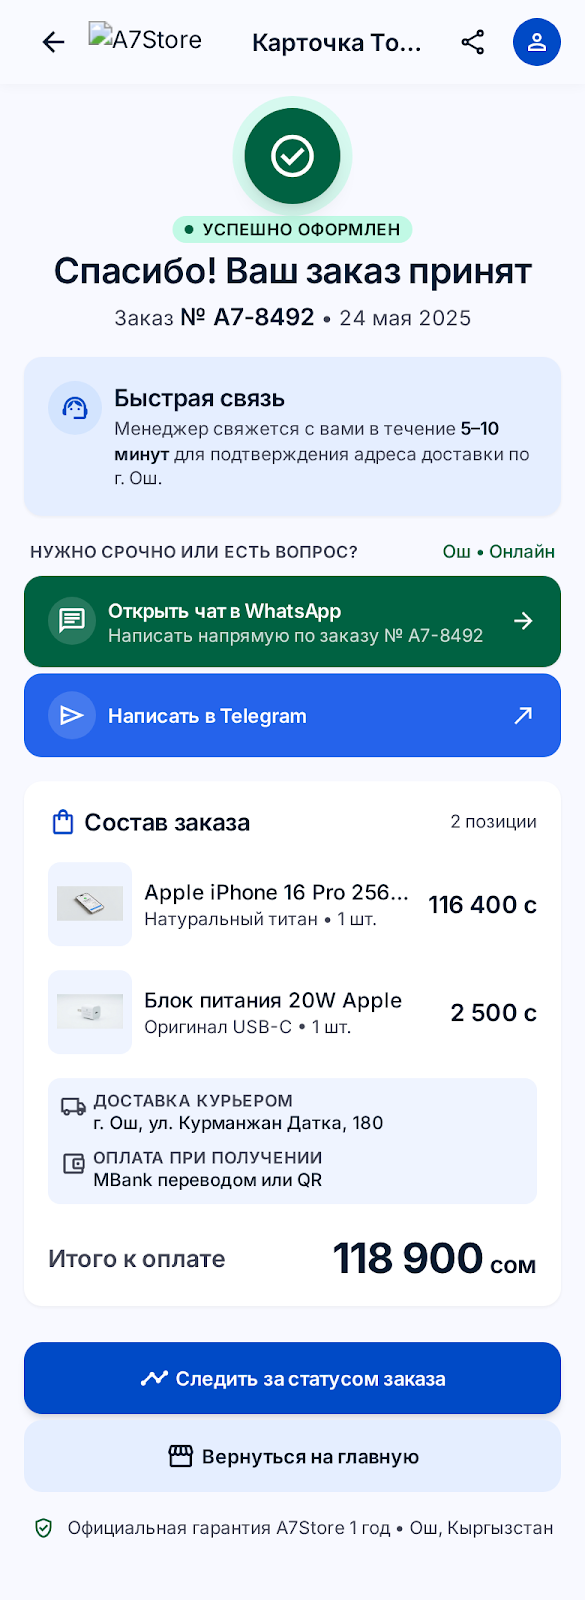 A7Store
Карточка То...
УСПЕШНО ОФОРМЛЕН
Спасибо! Ваш заказ принят
Заказ № A7-8492 • 24 мая 2025
Быстрая связь
Менеджер свяжется с вами в течение 5–10
минут для подтверждения адреса доставки по
г. Ош.
НУЖНО СРОЧНО ИЛИ ЕСТЬ ВОПРОС?
Ош • Онлайн
Открыть чат в WhatsApp
Написать напрямую по заказу № A7-8492
Написать в Telegram
Состав заказа
2 позиции
Apple iPhone 16 Pro 256...
Натуральный титан • 1 шт.
116 400 с
Блок питания 20W Apple
Оригинал USB-C • 1 шт.
2 500 с
ДОСТАВКА КУРЬЕРОМ
г. Ош, ул. Курманжан Датка, 180
ОПЛАТА ПРИ ПОЛУЧЕНИИ
MBank переводом или QR
Итого к оплате
118 900 сом
Следить за статусом заказа
Вернуться на главную
Официальная гарантия A7Store 1 год • Ош, Кыргызстан